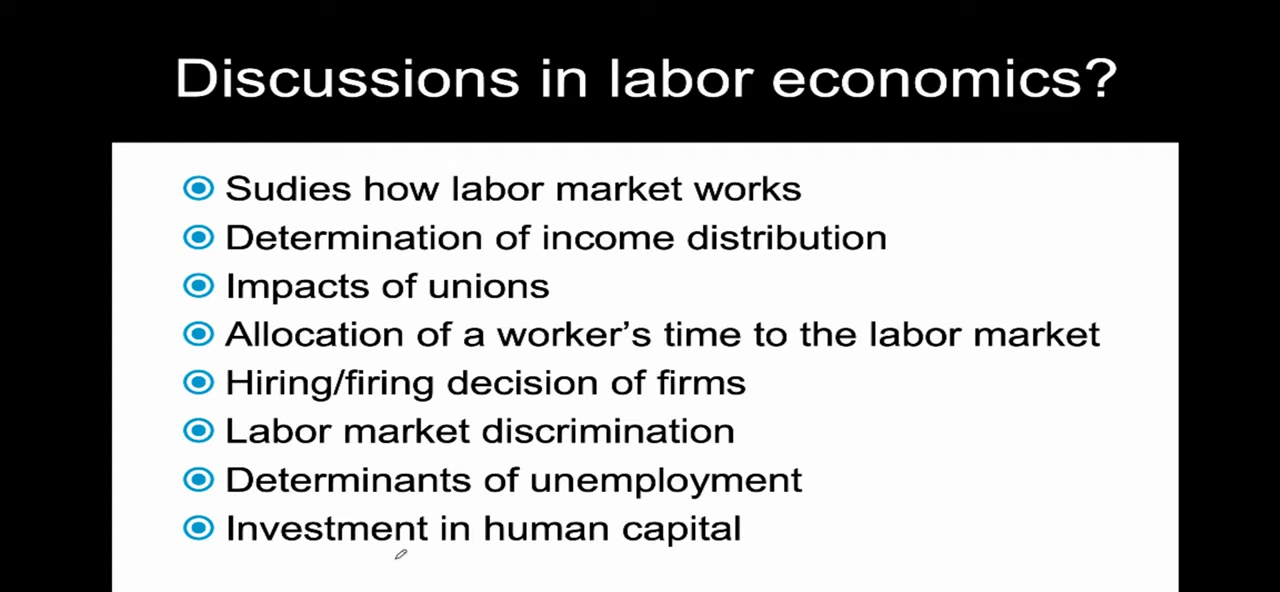 Discussions in labor economics?
Sudies how labor market works
Determination of income distribution
Impacts of unions
Allocation of a worker’s time to the labor market
Hiring/firing decision of firms
Labor market discrimination
Determinants of unemployment
Investment in human capital